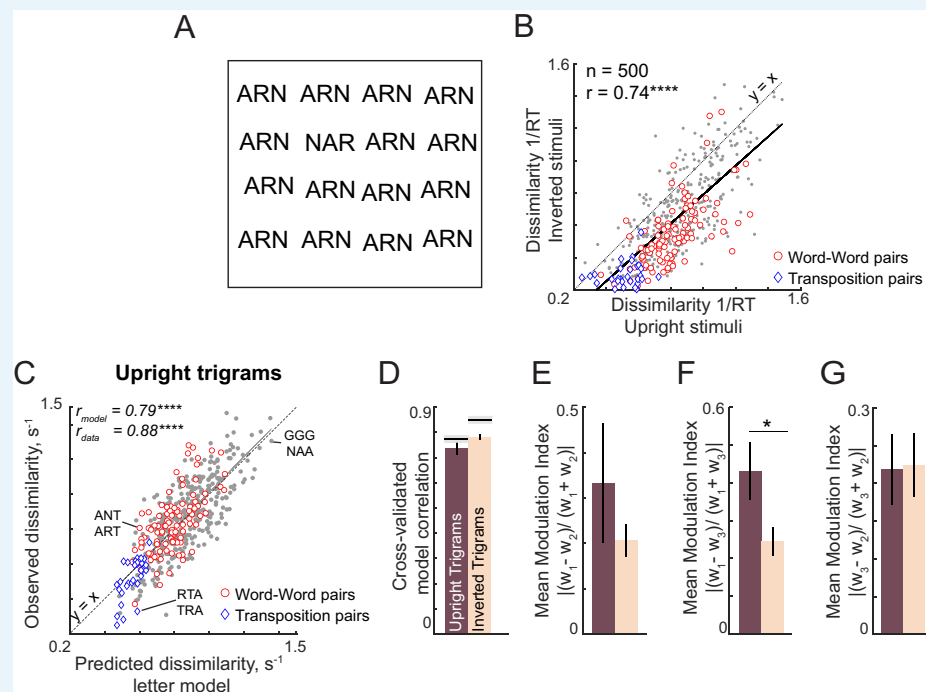 A
ARN ARN ARN ARN
ARN NAR ARN ARN
ARN ARN ARN ARN
ARN ARN ARN ARN
B
1.6
n = 500
r = 0.74****
y = x
Dissimilarity 1/RT
Inverted stimuli
Word-Word pairs
Transposition pairs
0.2
1.6
Dissimilarity 1/RT
Upright stimuli
C
Upright trigrams
1.5
r model = 0.79****
r data = 0.88****
GGG
NAA
ANT
ART
RTA
TRA
y = x
Observed dissimilarity, s-1
Word-Word pairs
Transposition pairs
0.2
1.5
Predicted dissimilarity, s-1
letter model
D
0.9
Cross-validated
model correlation
Upright Trigrams
Inverted Trigrams
0
E
0.5
Mean Modulation Index
|(w1- w2)/ (w1+ w2)|
0
F
0.6
*
Mean Modulation Index
|(w1- w3)/ (w1+ w3)|
0
G
0.3
Mean Modulation Index
|(w3- w2)/ (w3+ w2)|
0